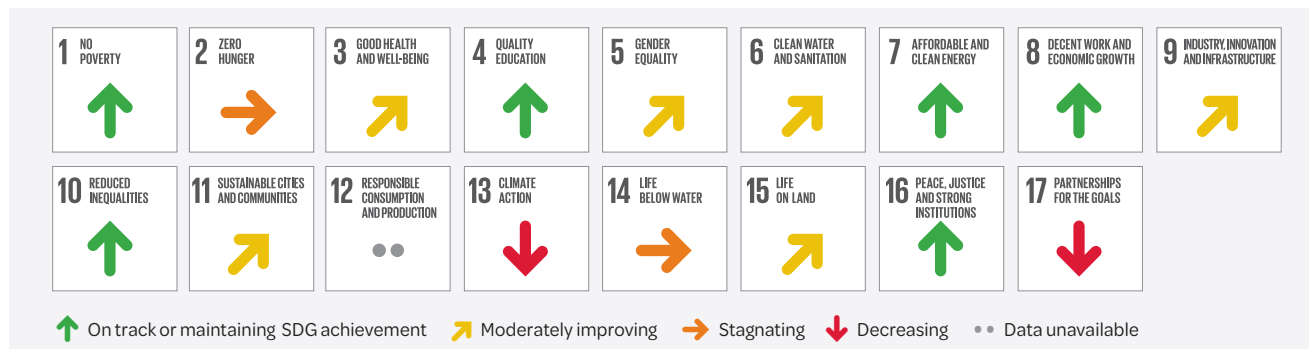 1 NO
POVERTY
2 ZERO
HUNGER
3 GOOD HEALTH
AND WELL-BEING
4 QUALITY
EDUCATION
5 GENDER
EQUALITY
6 CLEAN WATER
AND SANITATION
7 AFFORDABLE AND
CLEAN ENERGY
8 DECENT WORK AND
ECONOMIC GROWTH
9 INDUSTRY, INNOVATION
AND INFRASTRUCTURE
10 REDUCED
INEQUALITIES
11 SUSTAINABLE CITIES
AND COMMUNITIES
12 RESPONSIBLE
CONSUMPTION
AND PRODUCTION
13 CLIMATE
ACTION
14 LIFE
BELOW WATER
15 LIFE
ON LAND
16 PEACE, JUSTICE
AND STRONG
INSTITUTIONS
17 PARTNERSHIPS
FOR THE GOALS
On track or maintaining SDG achievement
Moderately improving
Stagnating
Decreasing
Data unavailable